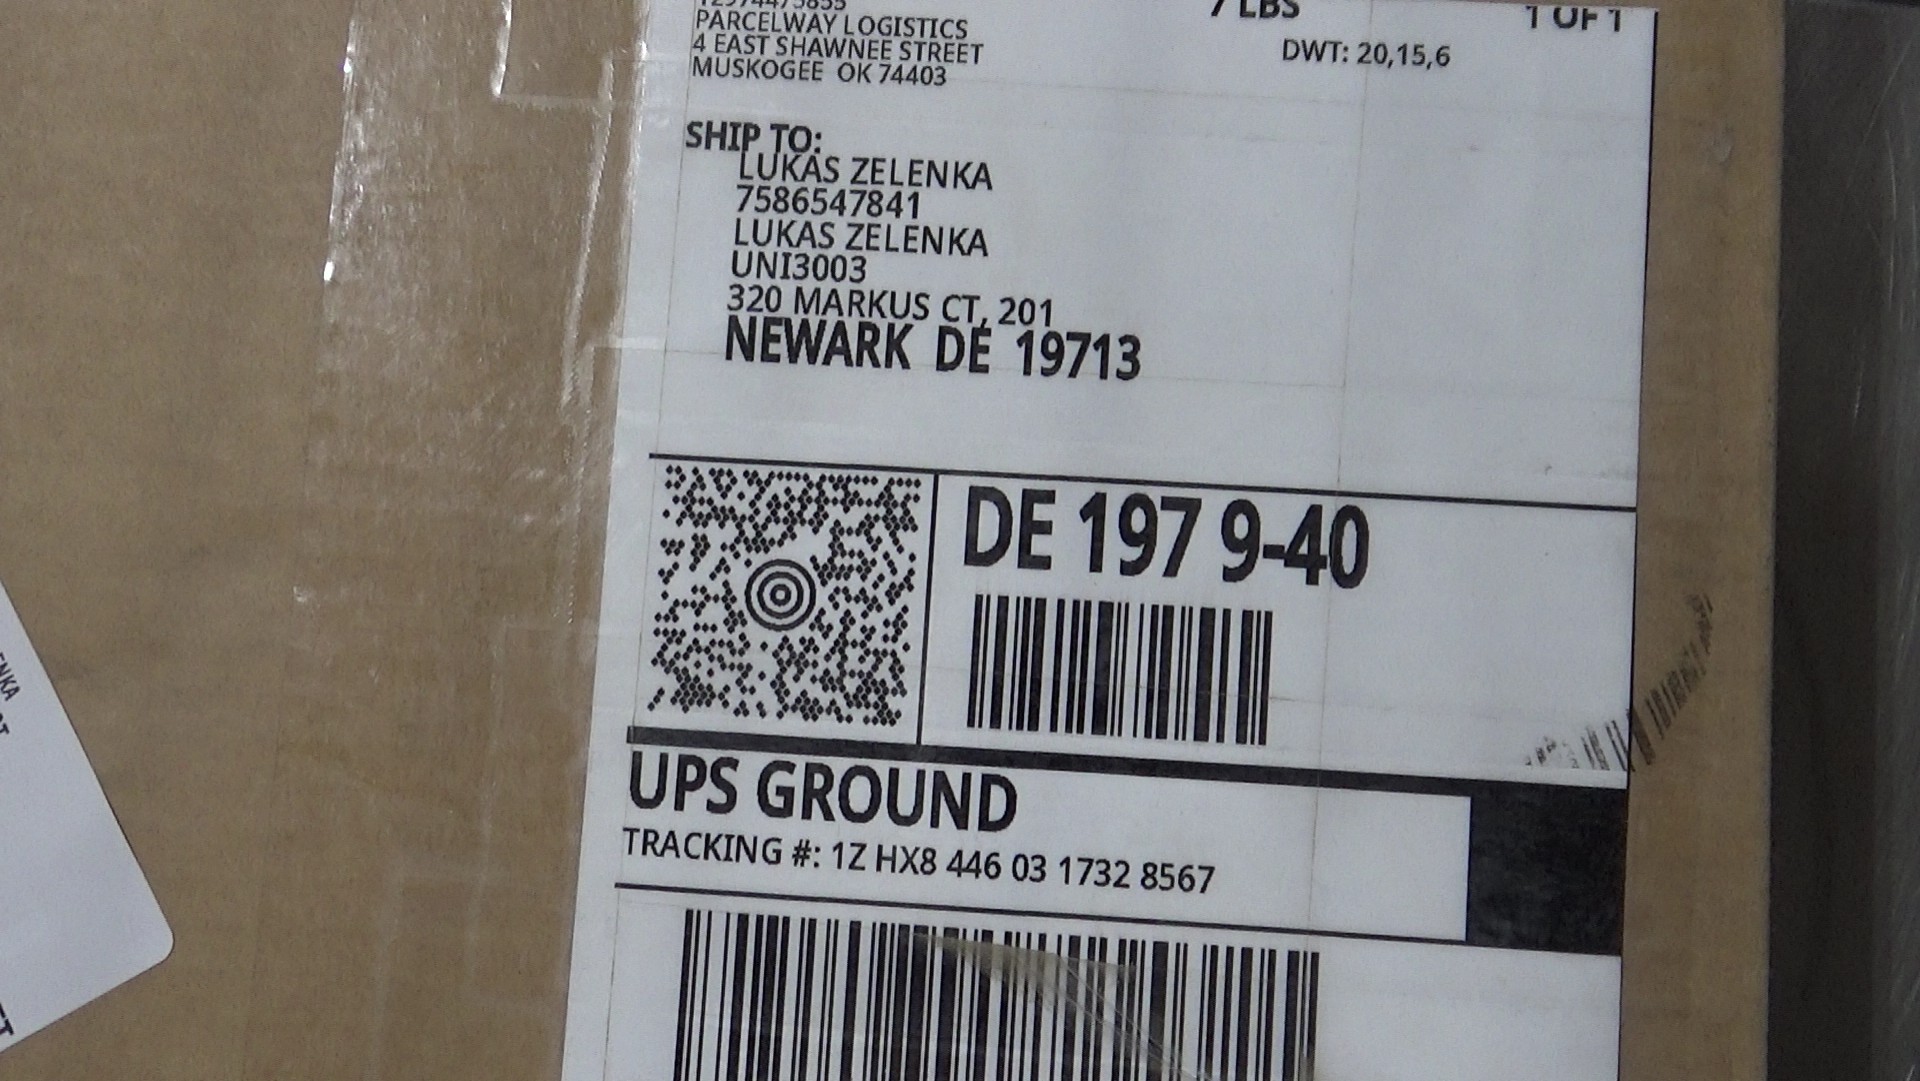 PARCELWAY LOGISTICS
4 EAST SHAWNEE STREET
MUSKOGEE OK 74403
7 LBS
1 OF 1
DWT: 20,15,6
SHIP TO:
LUKAS ZELENKA
7586547841
LUKAS ZELENKA
UNI3003
320 MARKUS CT, 201
NEWARK DE 19713
DE 197 9-40
UPS GROUND
TRACKING #: 1Z HX8 446 03 1732 8567